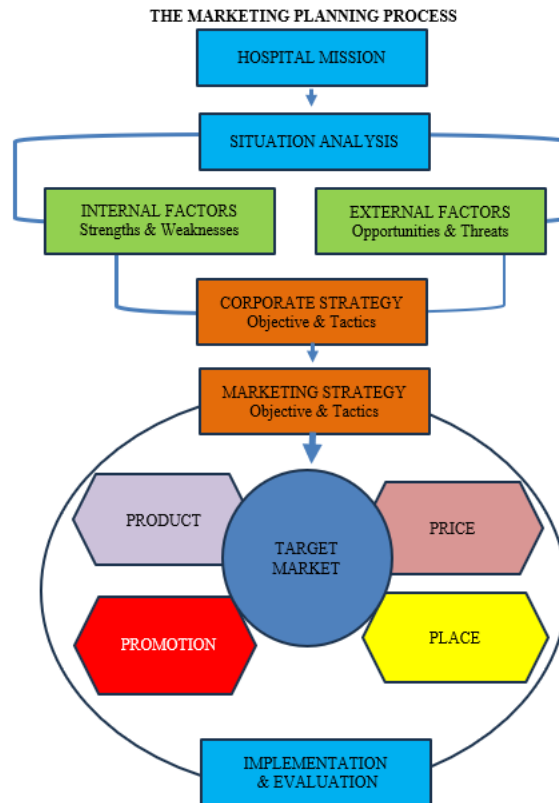 THE MARKETING PLANNING PROCESS
HOSPITAL MISSION
SITUATION ANALYSIS
INTERNAL FACTORS
Strengths & Weaknesses
EXTERNAL FACTORS
Opportunities & Threats
CORPORATE STRATEGY
Objective & Tactics
MARKETING STRATEGY
Objective & Tactics
PRODUCT
PRICE
TARGET
MARKET
PROMOTION
PLACE
IMPLEMENTATION
& EVALUATION